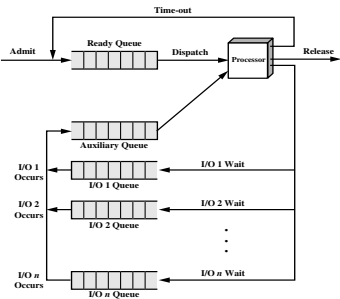 Time-out
Admit
Ready Queue
Dispatch
Processor
Release
Auxiliary Queue
I/O 1
Occurs
I/O 1 Wait
I/O 1 Queue
I/O 2
Occurs
I/O 2 Wait
I/O 2 Queue
I/O n
Occurs
I/O n Wait
I/O n Queue